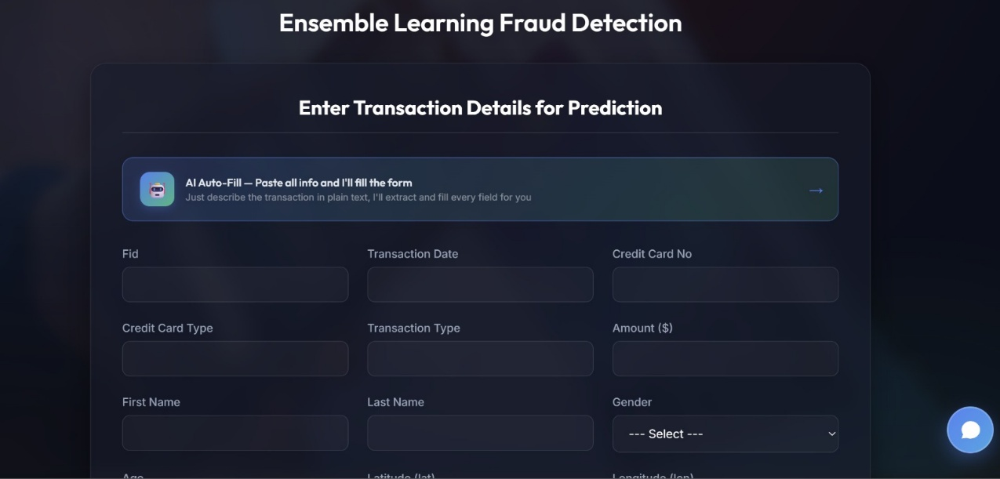 Ensemble Learning Fraud Detection
Enter Transaction Details for Prediction
AI Auto-Fill — Paste all info and I'll fill the form
Just describe the transaction in plain text, I'll extract and fill every field for you
→
Fid
Transaction Date
Credit Card No
Credit Card Type
Transaction Type
Amount ($)
First Name
Last Name
Gender
--- Select ---
Age
Latitude (lat)
Longitude (lon)